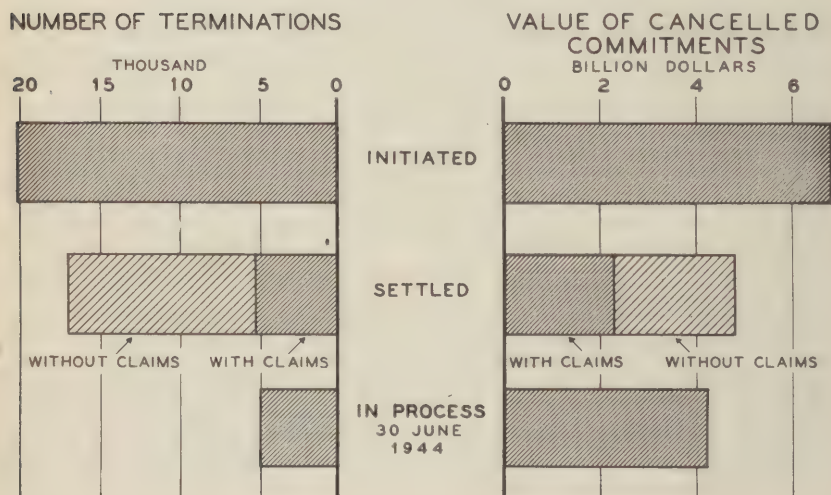 NUMBER OF TERMINATIONS
THOUSAND
20 15 10 5 0
VALUE OF CANCELLED
COMMITMENTS
BILLION DOLLARS
0 2 4 6
INITIATED
SETTLED
WITHOUT CLAIMS WITH CLAIMS
WITH CLAIMS WITHOUT CLAIMS
IN PROCESS
30 JUNE
1944